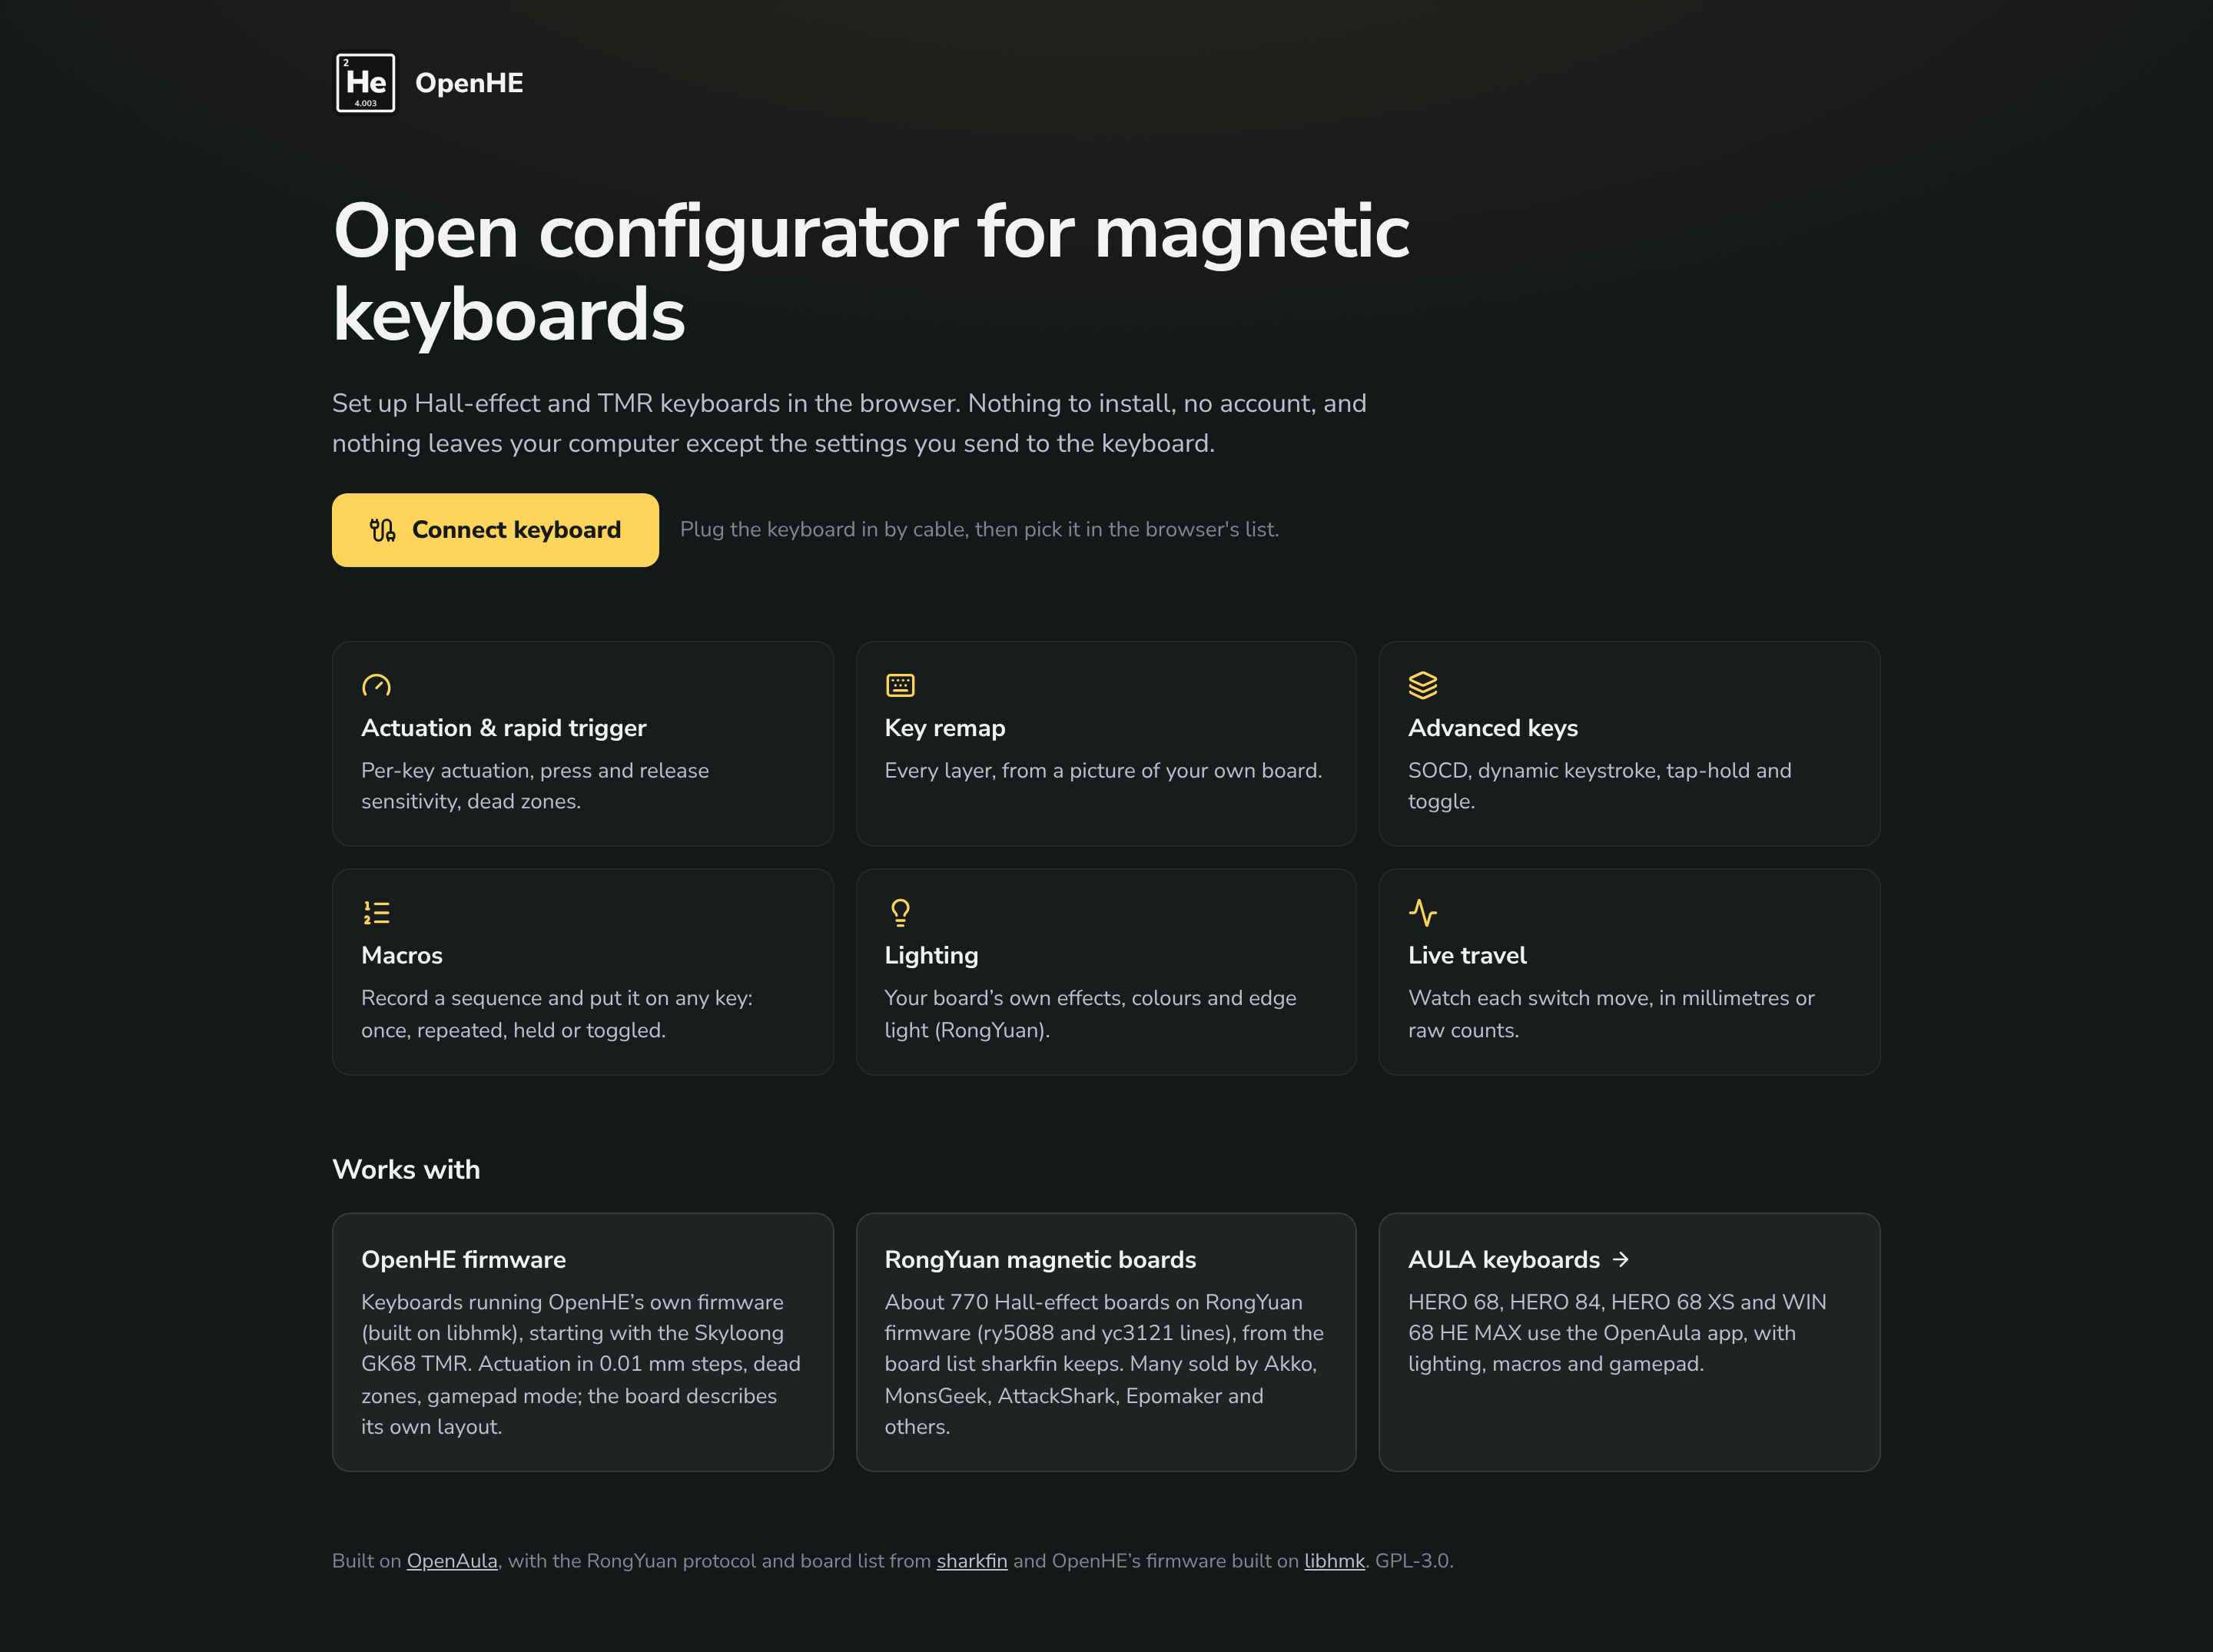 2
He
4.003
OpenHE
Open configurator for magnetic
keyboards
Set up Hall-effect and TMR keyboards in the browser. Nothing to install, no account, and
nothing leaves your computer except the settings you send to the keyboard.
Connect keyboard
Plug the keyboard in by cable, then pick it in the browser's list.
Actuation & rapid trigger
Per-key actuation, press and release
sensitivity, dead zones.
Key remap
Every layer, from a picture of your own board.
Advanced keys
SOCD, dynamic keystroke, tap-hold and
toggle.
Macros
Record a sequence and put it on any key:
once, repeated, held or toggled.
Lighting
Your board’s own effects, colours and edge
light (RongYuan).
Live travel
Watch each switch move, in millimetres or
raw counts.
Works with
OpenHE firmware
Keyboards running OpenHE’s own firmware
(built on libhmk), starting with the Skyloong
GK68 TMR. Actuation in 0.01 mm steps, dead
zones, gamepad mode; the board describes
its own layout.
RongYuan magnetic boards
About 770 Hall-effect boards on RongYuan
firmware (ry5088 and yc3121 lines), from the
board list sharkfin keeps. Many sold by Akko,
MonsGeek, AttackShark, Epomaker and
others.
AULA keyboards →
HERO 68, HERO 84, HERO 68 XS and WIN
68 HE MAX use the OpenAula app, with
lighting, macros and gamepad.
Built on OpenAula, with the RongYuan protocol and board list from sharkfin and OpenHE’s firmware built on libhmk. GPL-3.0.